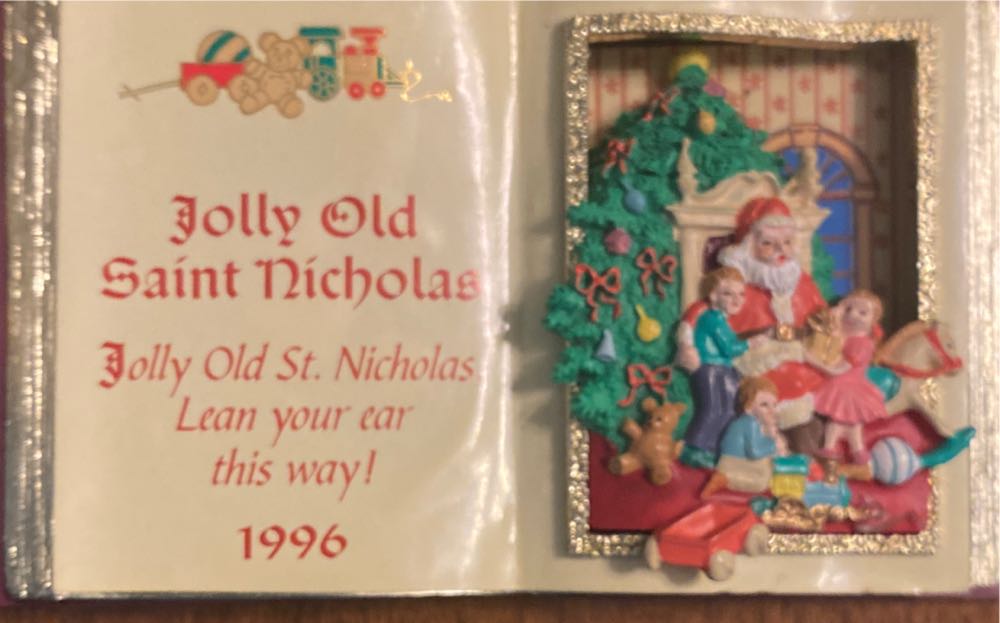 Jolly Old
Saint Nicholas
Jolly Old St. Nicholas
Lean your ear
this way!
1996